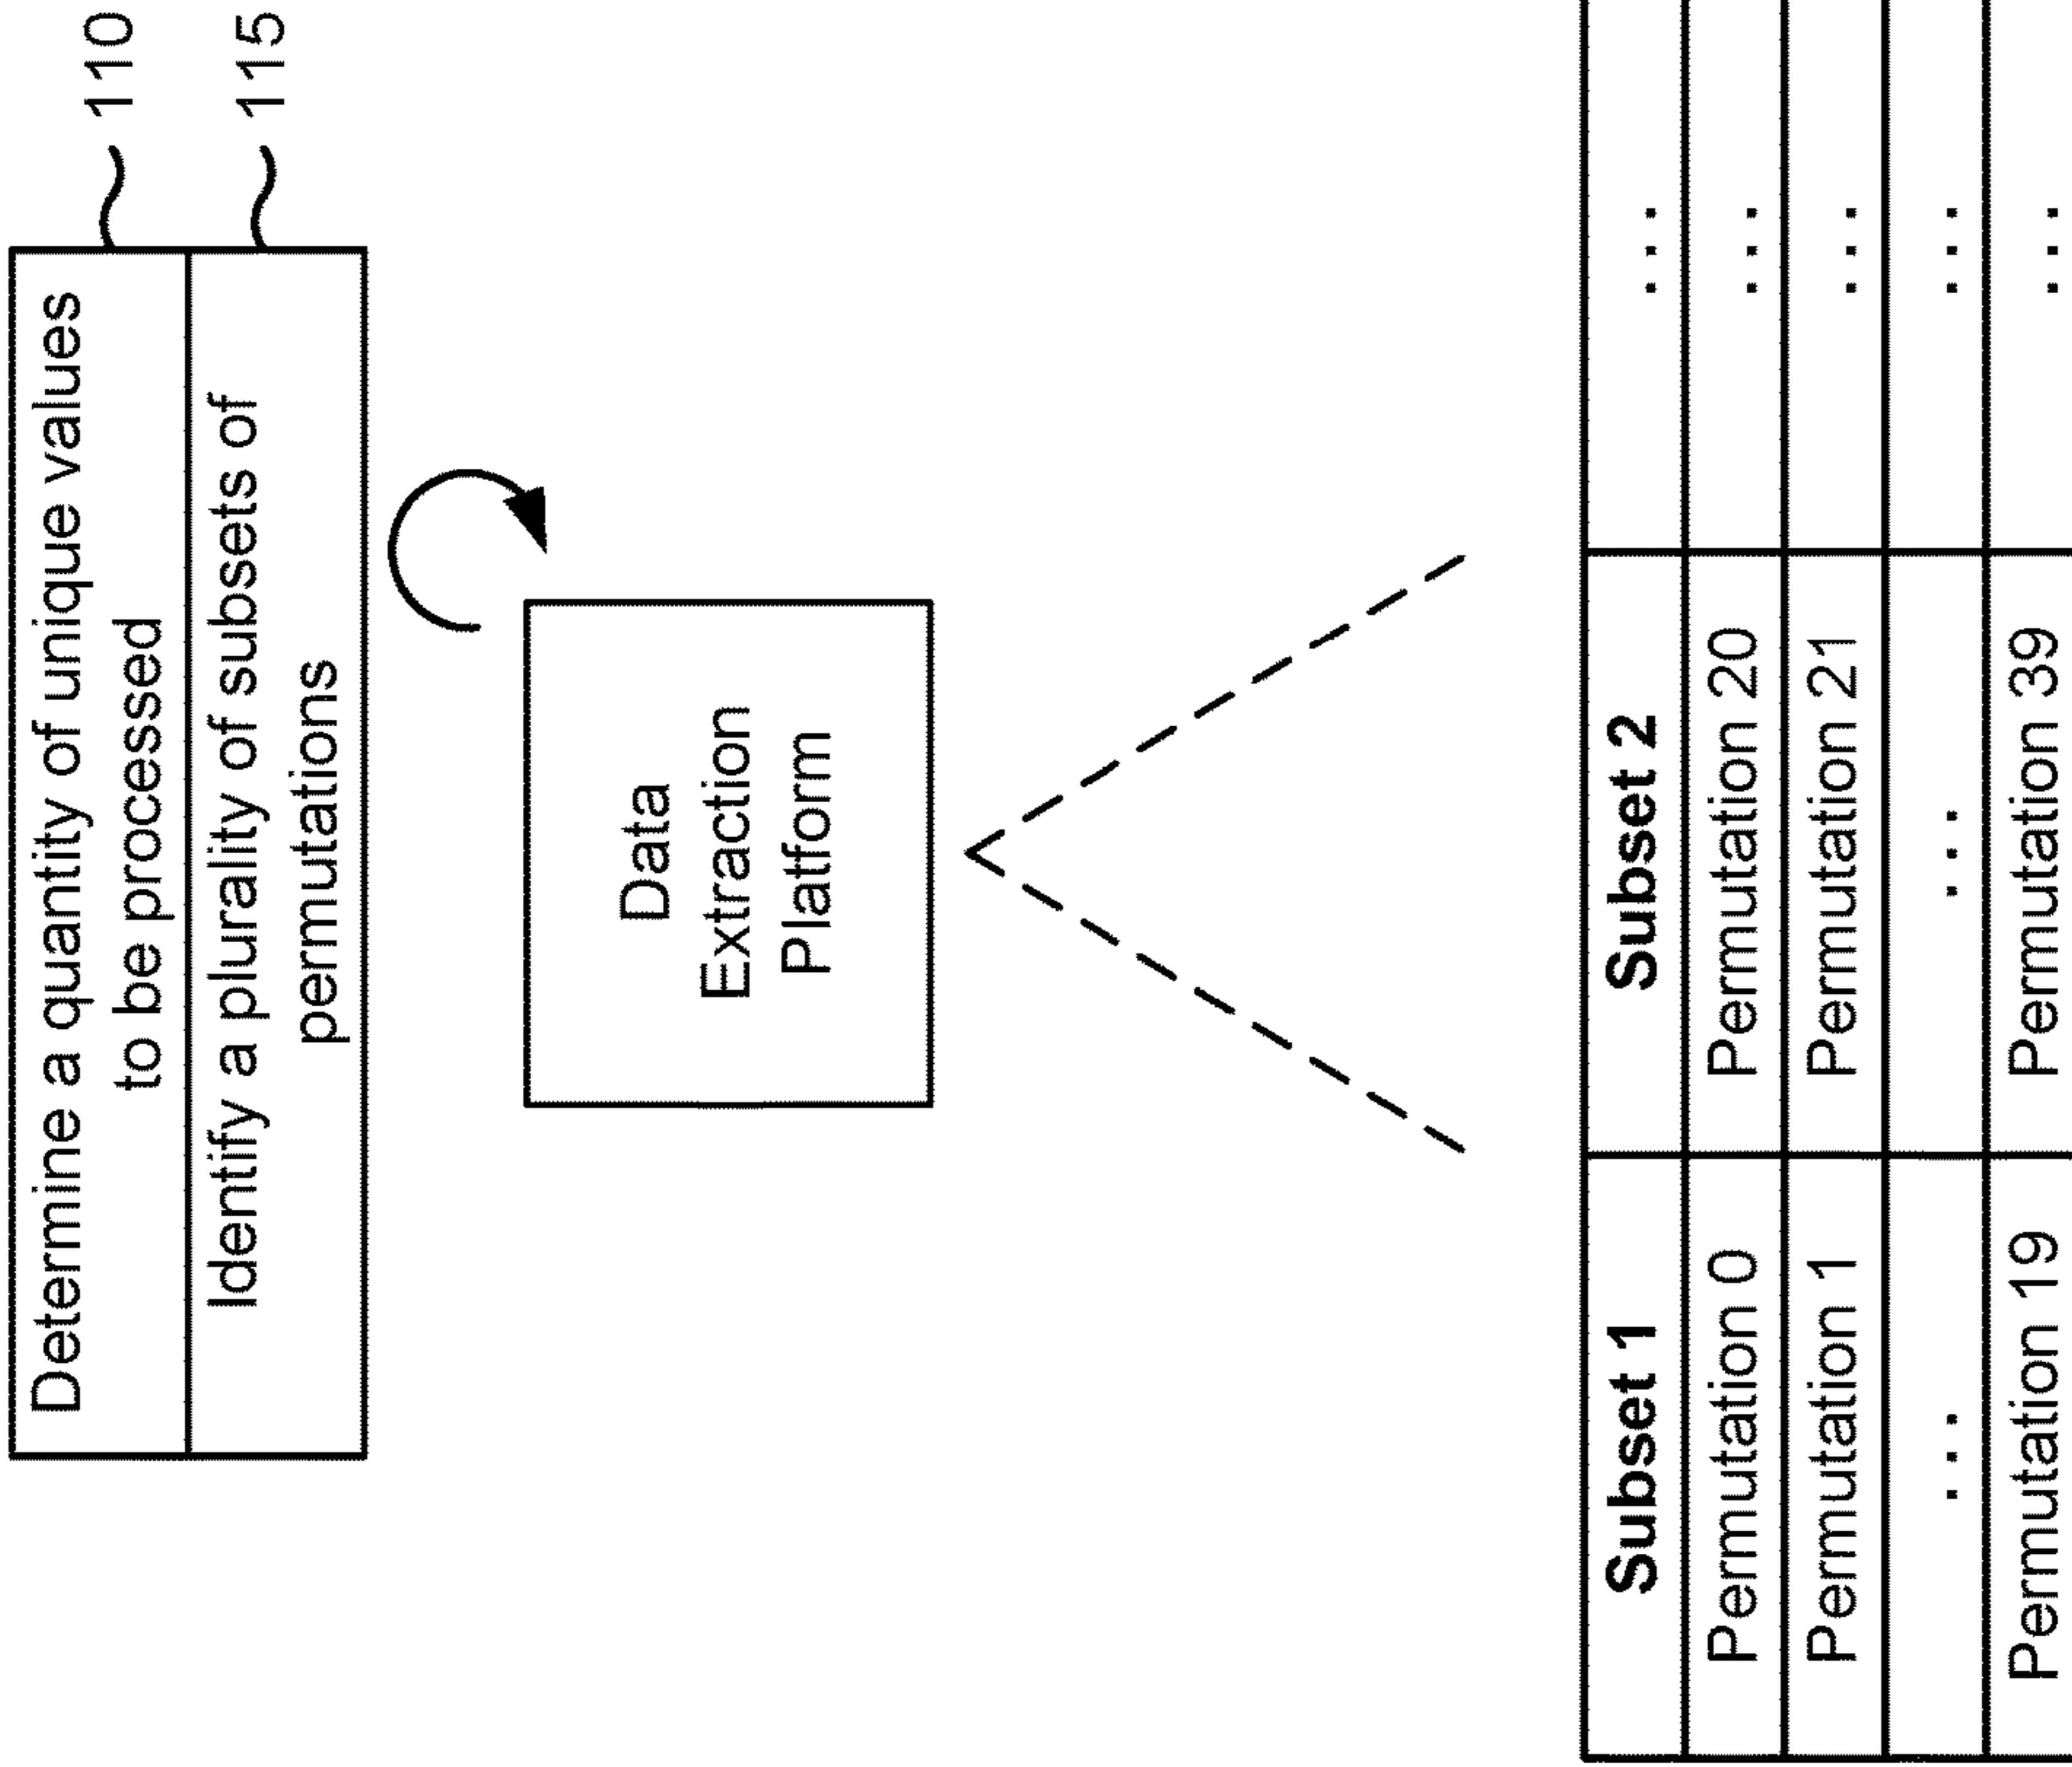 Determine a quantity of unique values
to be processed
110
Identify a plurality of subsets of
permutations
115
Data
Extraction
Platform
Subset 1 Subset 2 ...
Permutation 0 Permutation 20 ...
Permutation 1 Permutation 21 ...
... ... ...
Permutation 19 Permutation 39 ...